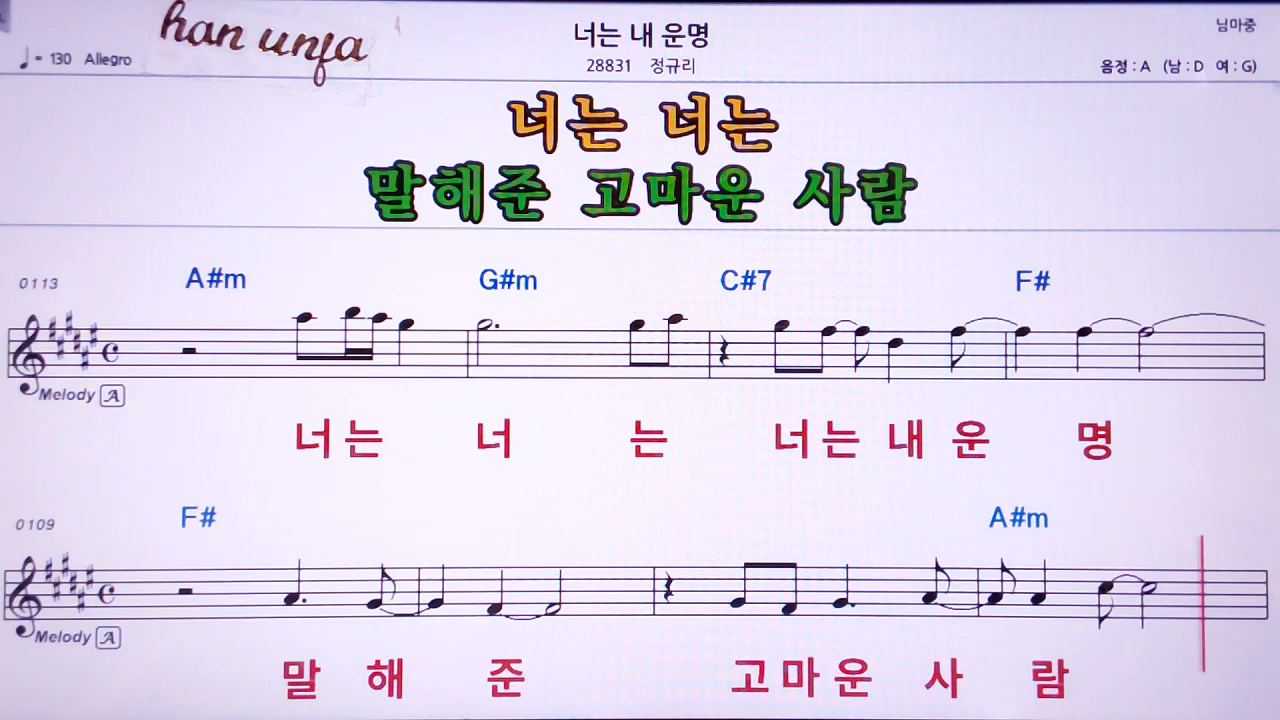 han unja
너는 내 운명
님마중
♩= 130 Allegro
28831 정규리
음정 : A (남 : D 여 : G)
너는 너는
말해준 고마운 사람
0113 A#m G#m C#7 F#
Melody A
너는 너 는 너는 내 운 명
0109 F# A#m
Melody A
말 해 준 고마운 사 람